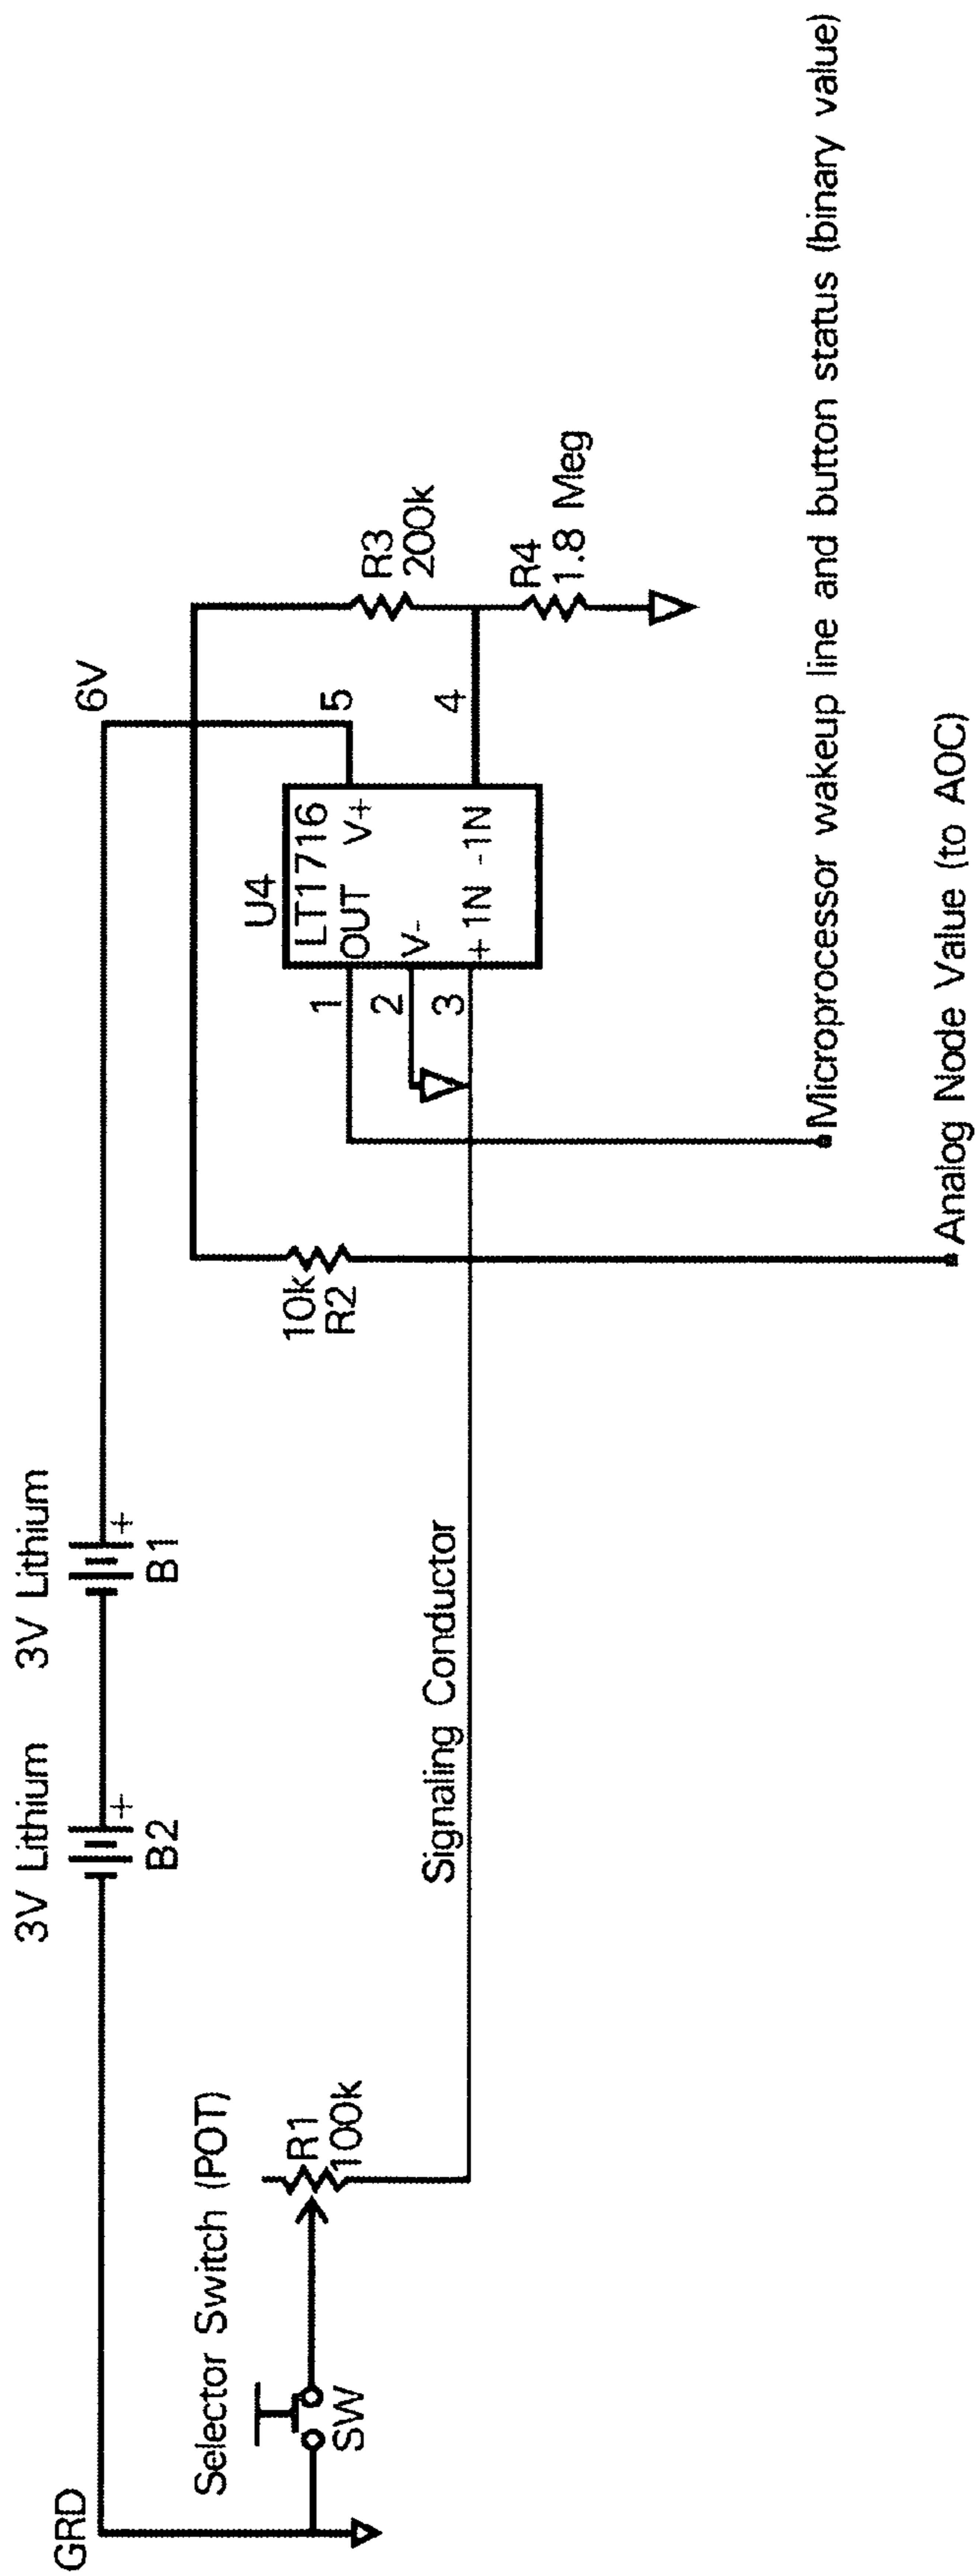 GRD
3V Lithium
3V Lithium
+
+
B2
B1
6V
Selector Switch (POT)
SW
R1
100k
Signaling Conductor
10k
R2
U4
LT1716
OUT V+
V-
+1N -1N
1
2
3
5
4
R3
200k
R4
1.8 Meg
Microprocessor wakeup line and button status (binary value)
Analog Node Value (to AOC)